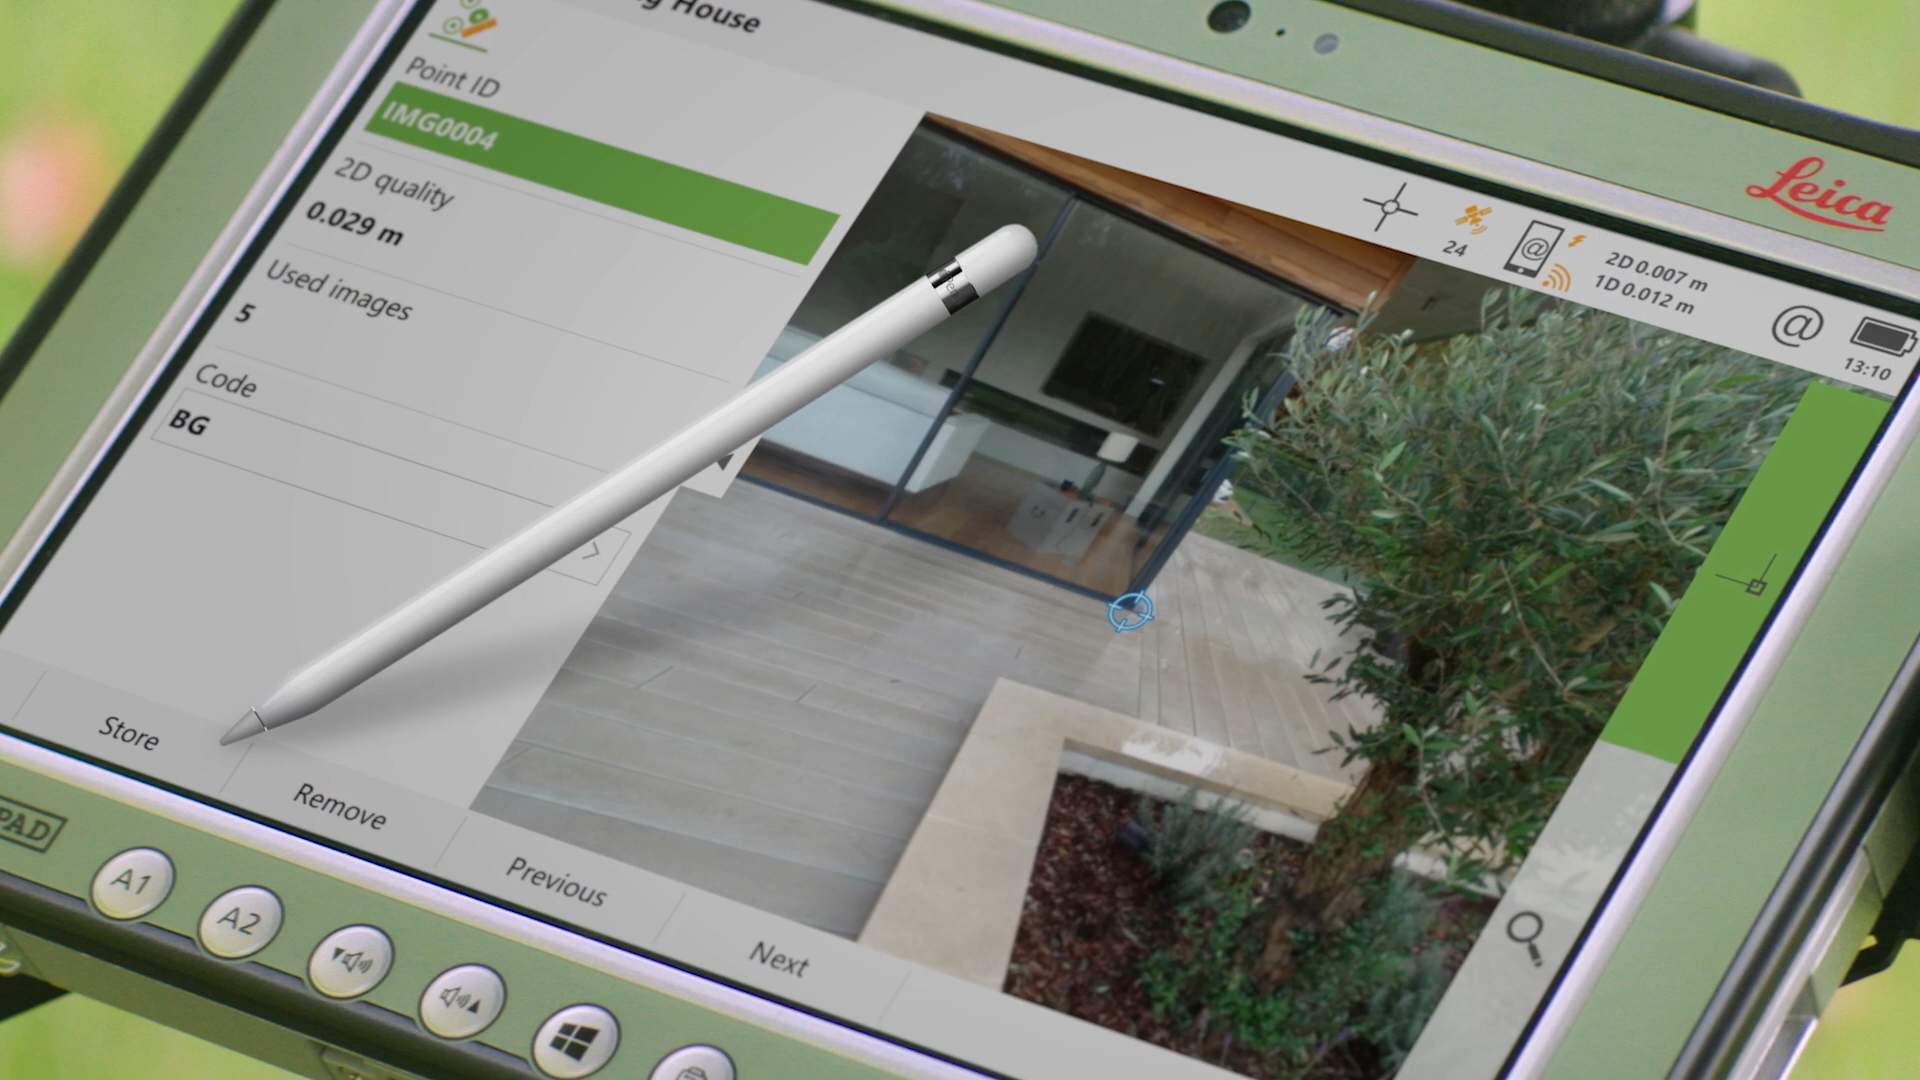 House
Point ID
IMG0004
2D quality
0.029 m
Used images
5
Code
BG
24
@
2D 0.007 m
1D 0.012 m
@
13:10
Leica
Store
Remove
Previous
Next
PAD
A1
A2